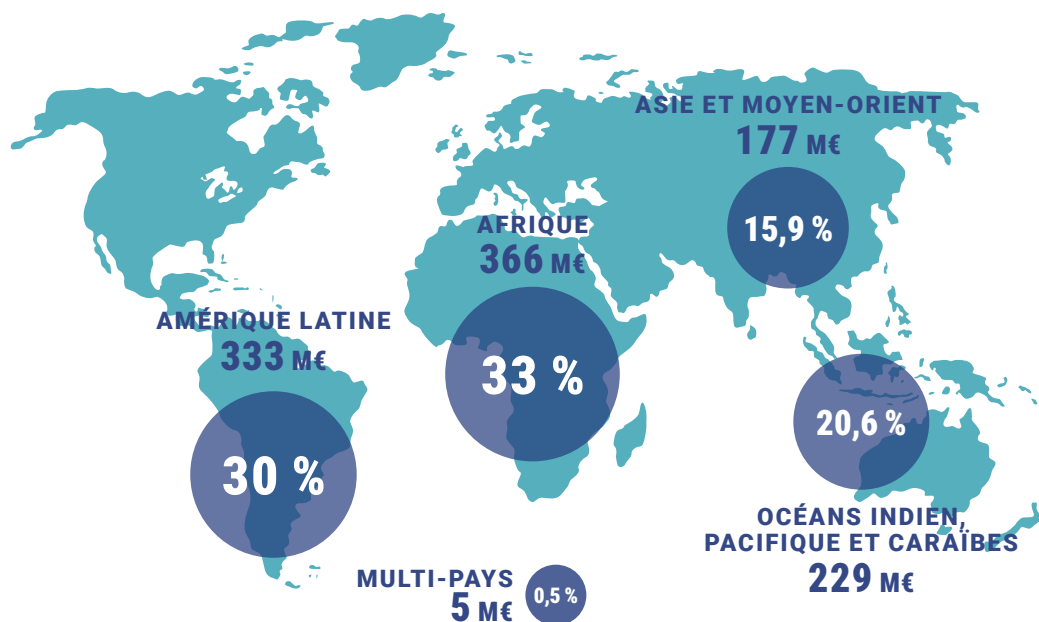 ASIE ET MOYEN-ORIENT
177 M€
15,9 %
AFRIQUE
366 M€
33 %
AMÉRIQUE LATINE
333 M€
30 %
20,6 %
OCÉANS INDIEN,
PACIFIQUE ET CARAÏBES
229 M€
MULTI-PAYS
5 M€
0,5 %